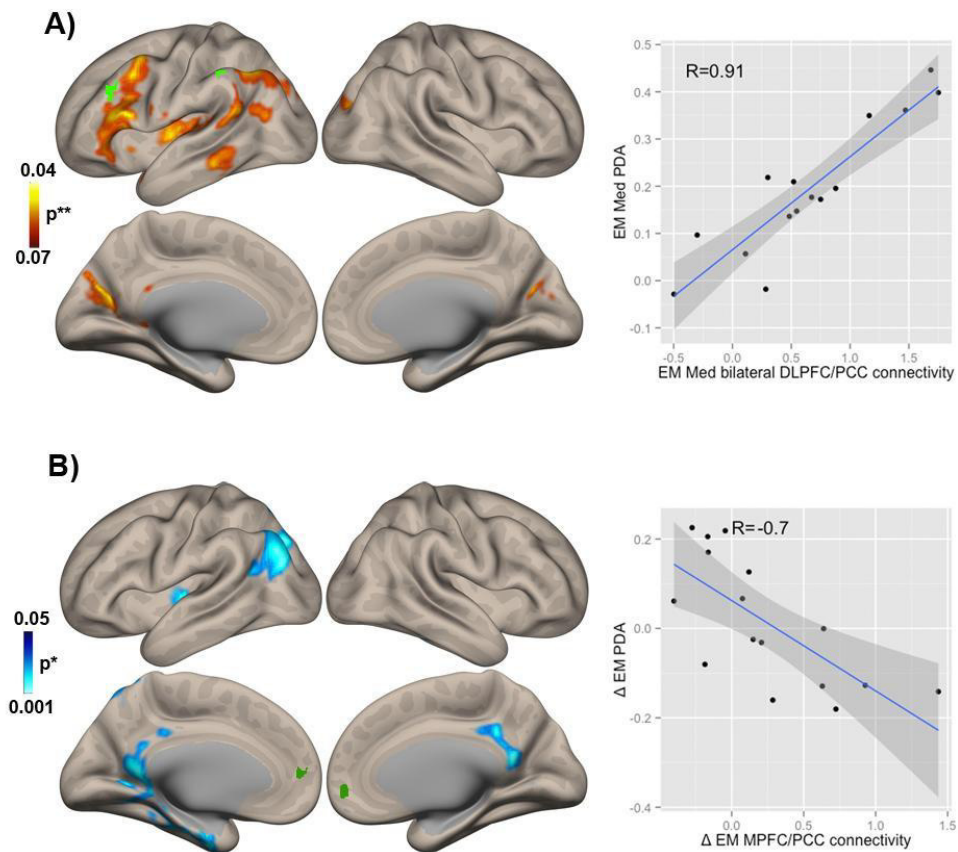 A)
0.04
p**
0.07
R=0.91
EM Med PDA
0.5
0.4
0.3
0.2
0.1
0.0
-0.1
-0.5
0.0
0.5
1.0
1.5
EM Med bilateral DLPFC/PCC connectivity
B)
0.05
p*
0.001
R=-0.7
Δ EM PDA
0.2
0.0
-0.2
-0.4
0.0
0.5
1.0
1.5
Δ EM MPFC/PCC connectivity